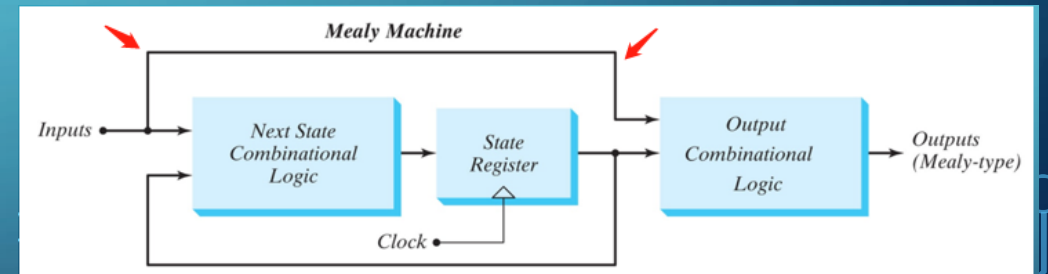 Mealy Machine
Inputs
Next State
Combinational
Logic
State
Register
Output
Combinational
Logic
Outputs
(Mealy-type)
Clock